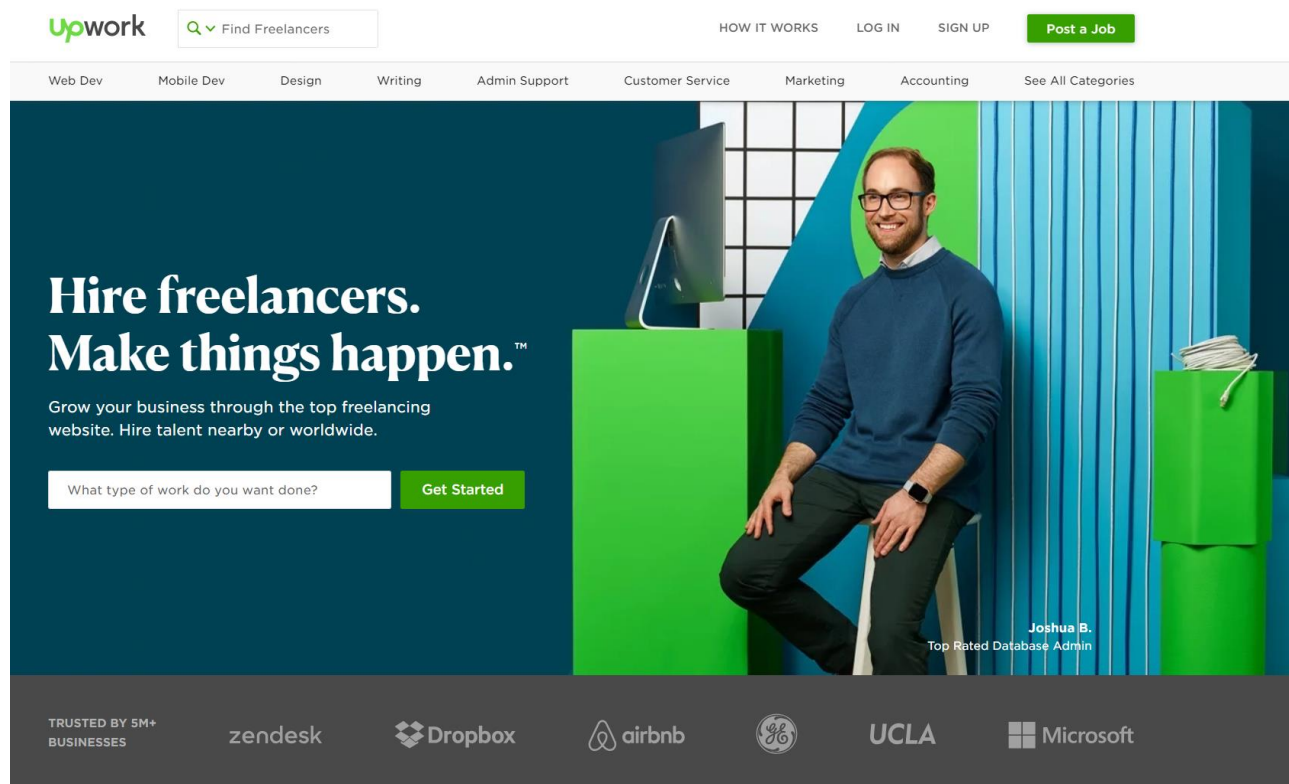 Upwork
Find Freelancers
HOW IT WORKS
LOG IN
SIGN UP
Post a Job
Web Dev
Mobile Dev
Design
Writing
Admin Support
Customer Service
Marketing
Accounting
See All Categories
Hire freelancers.
Make things happen.™
Grow your business through the top freelancing
website. Hire talent nearby or worldwide.
What type of work do you want done?
Get Started
Joshua B.
Top Rated Database Admin
TRUSTED BY 5M+
BUSINESSES
zendesk
Dropbox
airbnb
GE
UCLA
Microsoft